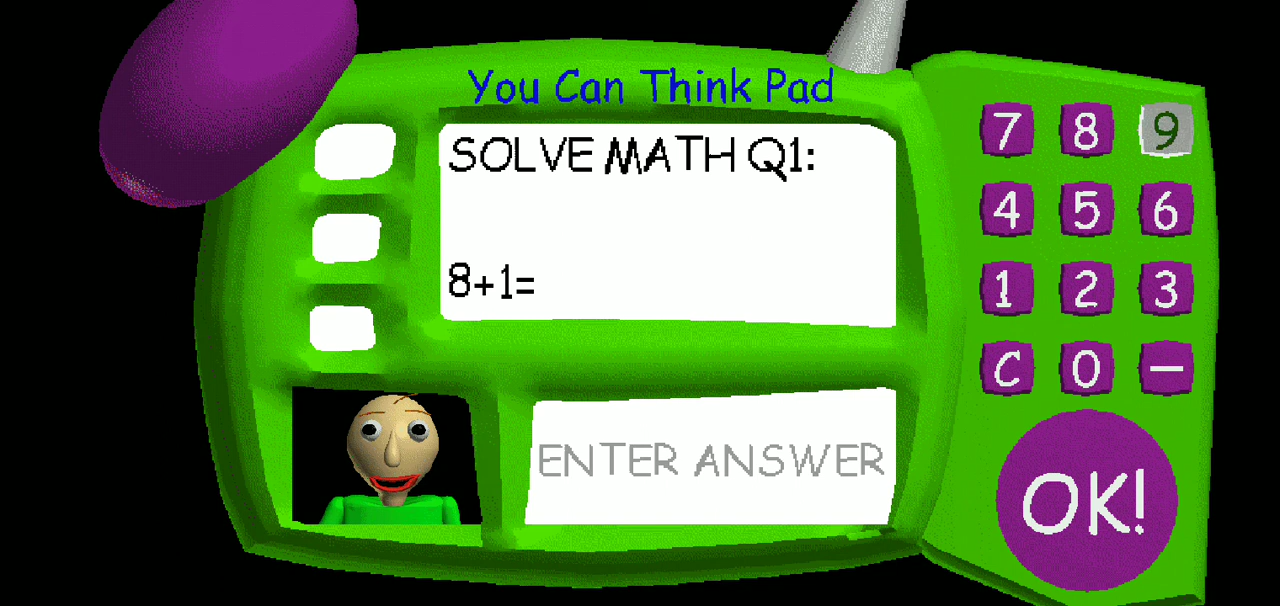 You Can Think Pad
SOLVE MATH Q1:
8+1=
ENTER ANSWER
7 8 9
4 5 6
1 2 3
C 0 —
OK!